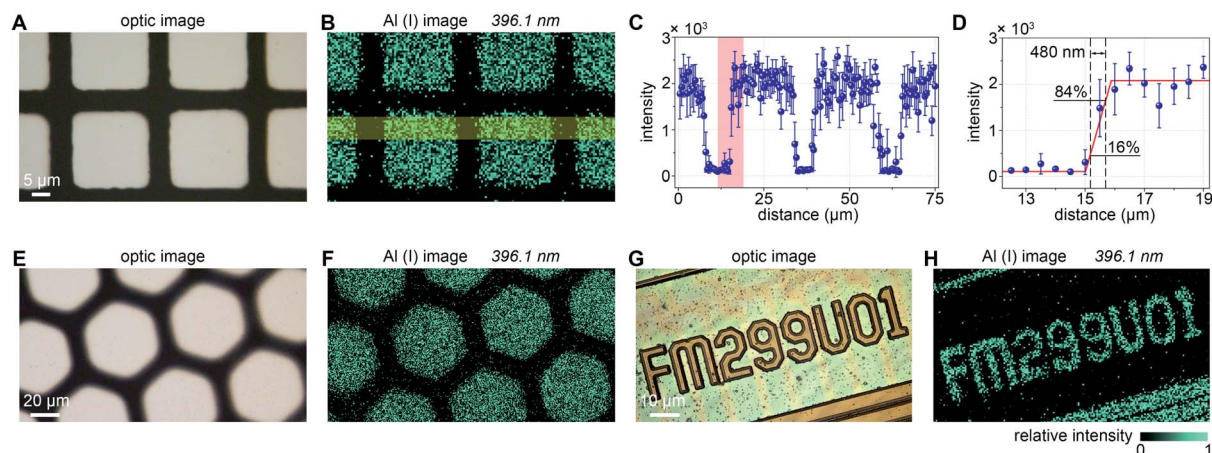 A optic image
5 μm
B Al (I) image 396.1 nm
C
× 10³
3
2
1
0
intensity
0 25 50 75
distance (μm)
D
× 10³
3
2
1
0
intensity
480 nm
84%
16%
13 15 17 19
distance (μm)
E optic image
20 μm
F Al (I) image 396.1 nm
G optic image
FM299U01
10 μm
H Al (I) image 396.1 nm
FM299U01
relative intensity
0 1